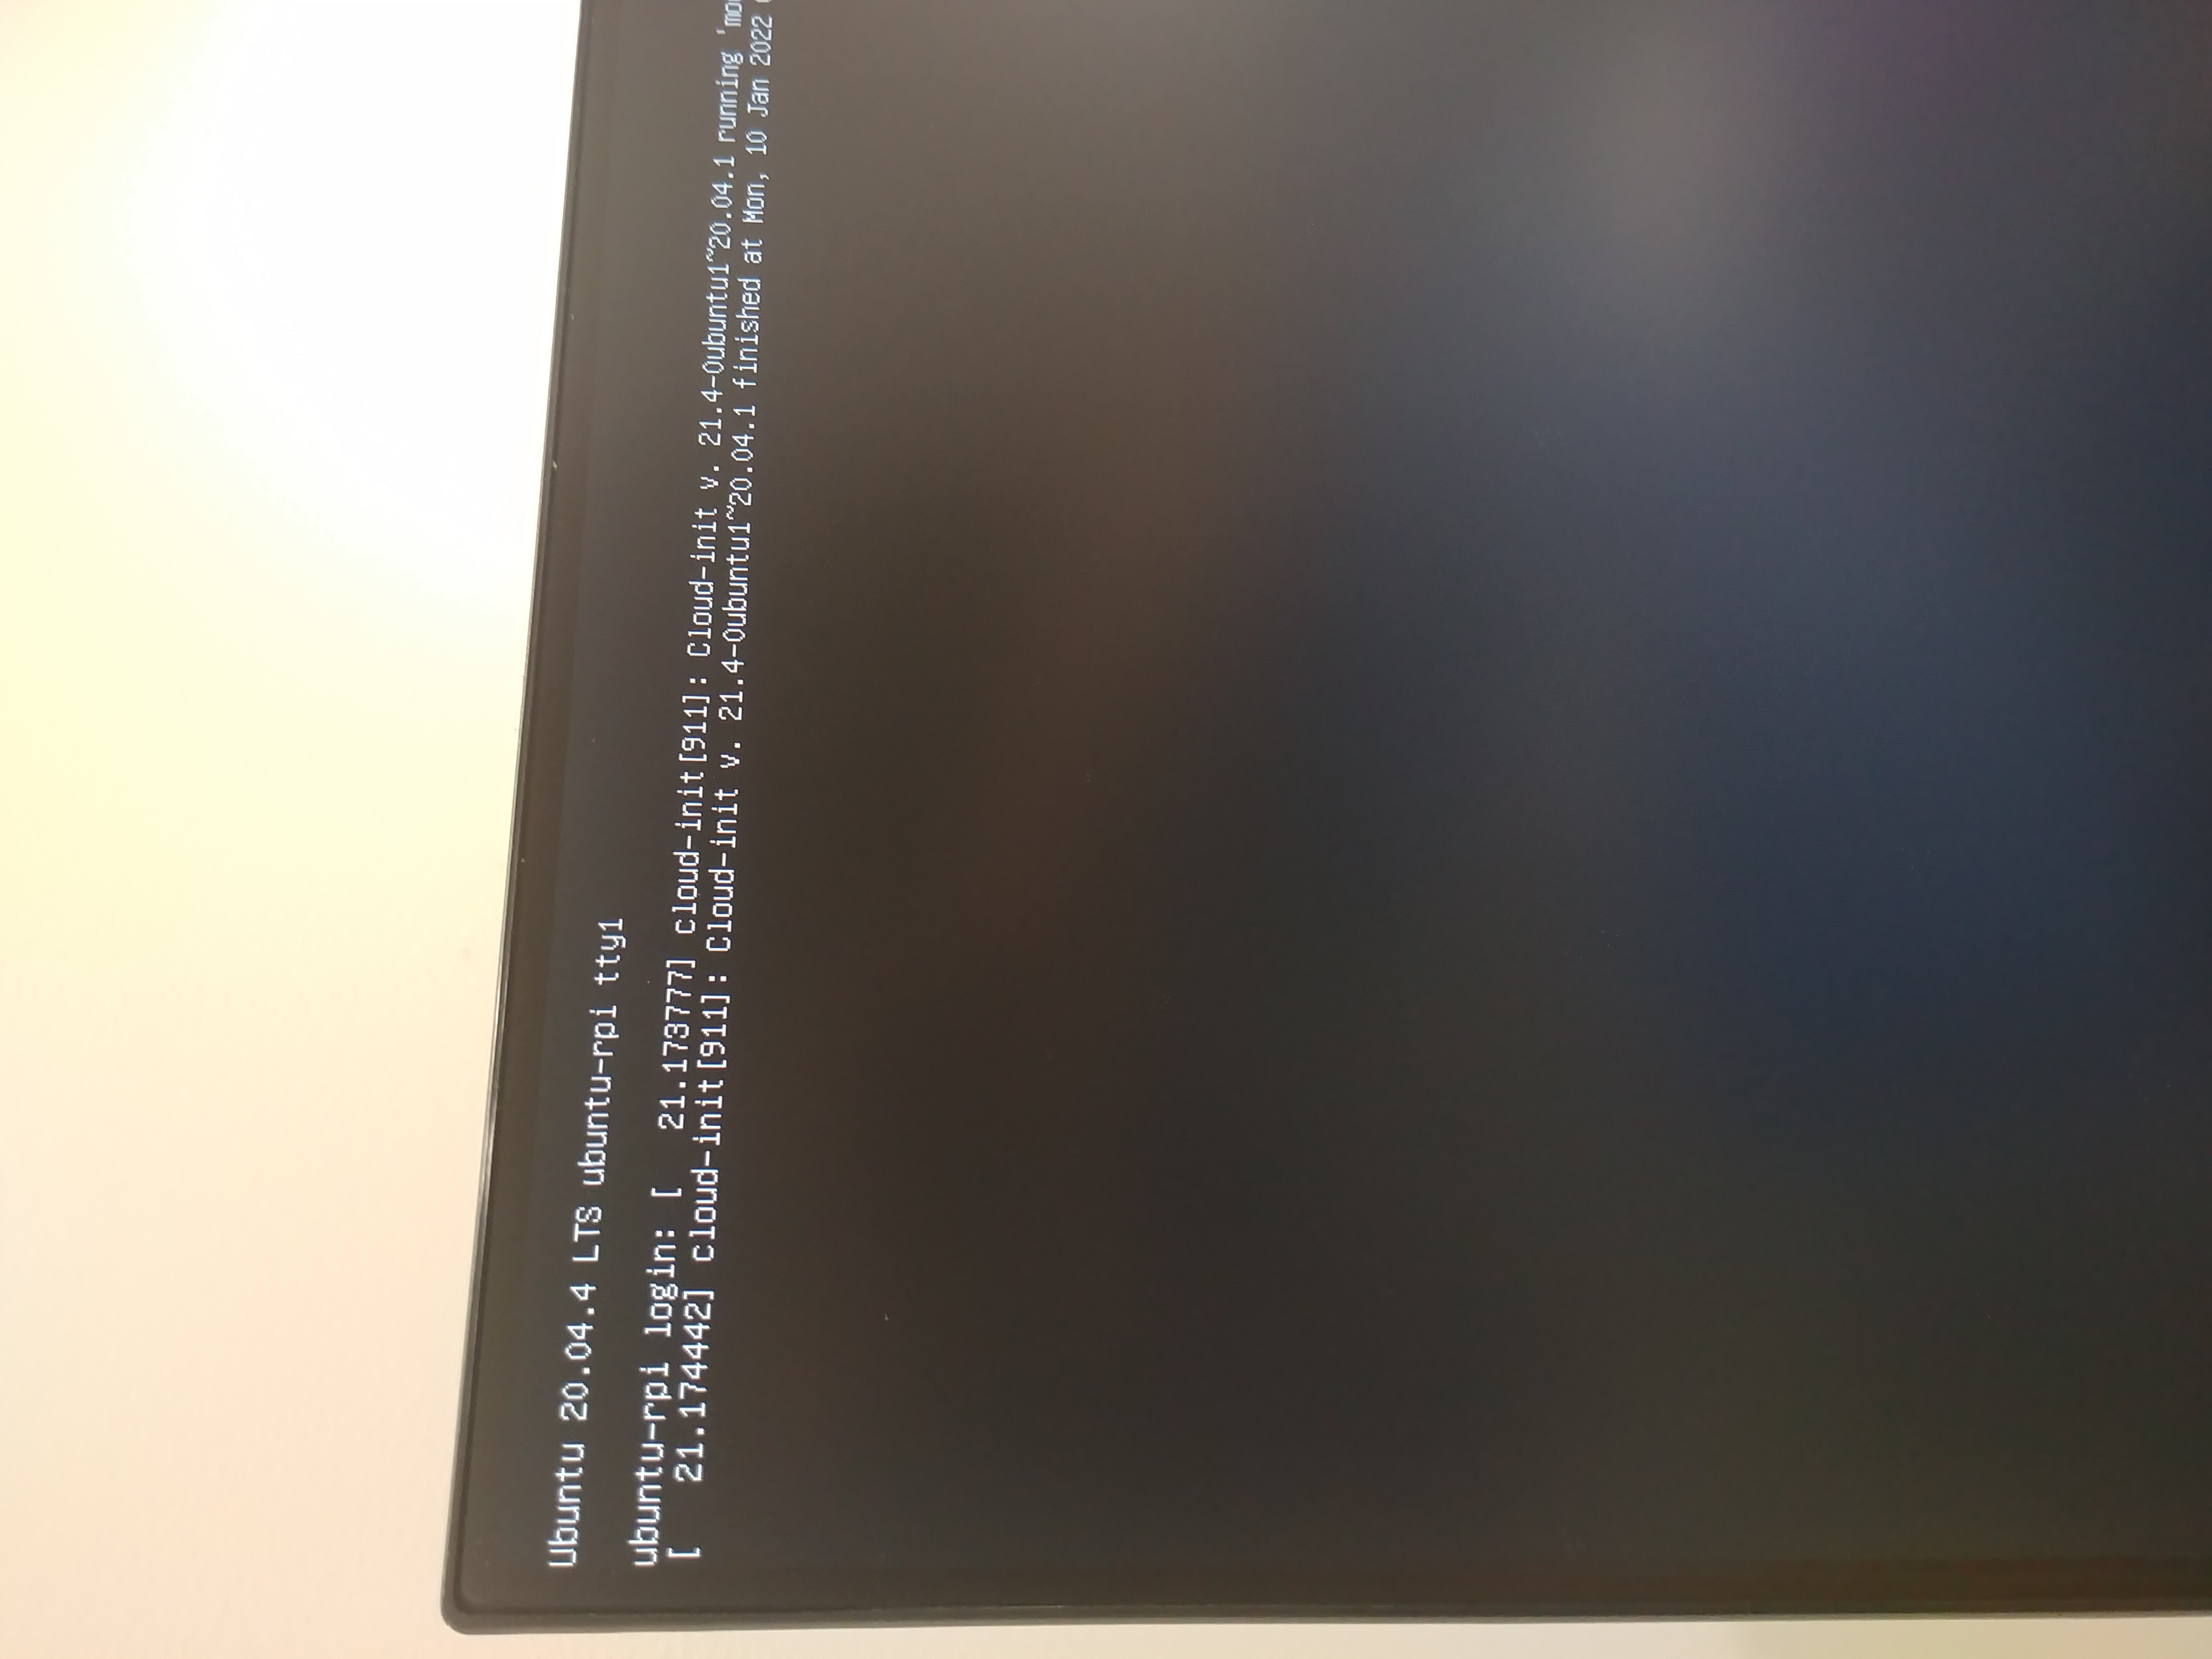 Ubuntu 20.04.4 LTS ubuntu-rpi tty1
ubuntu-rpi login: [   21.173777] cloud-init[911]: Cloud-init v. 21.4-0ubuntu1~20.04.1 running
[   21.174442] cloud-init[911]: Cloud-init v. 21.4-0ubuntu1~20.04.1 finished at Mon, 10 Jan 2022